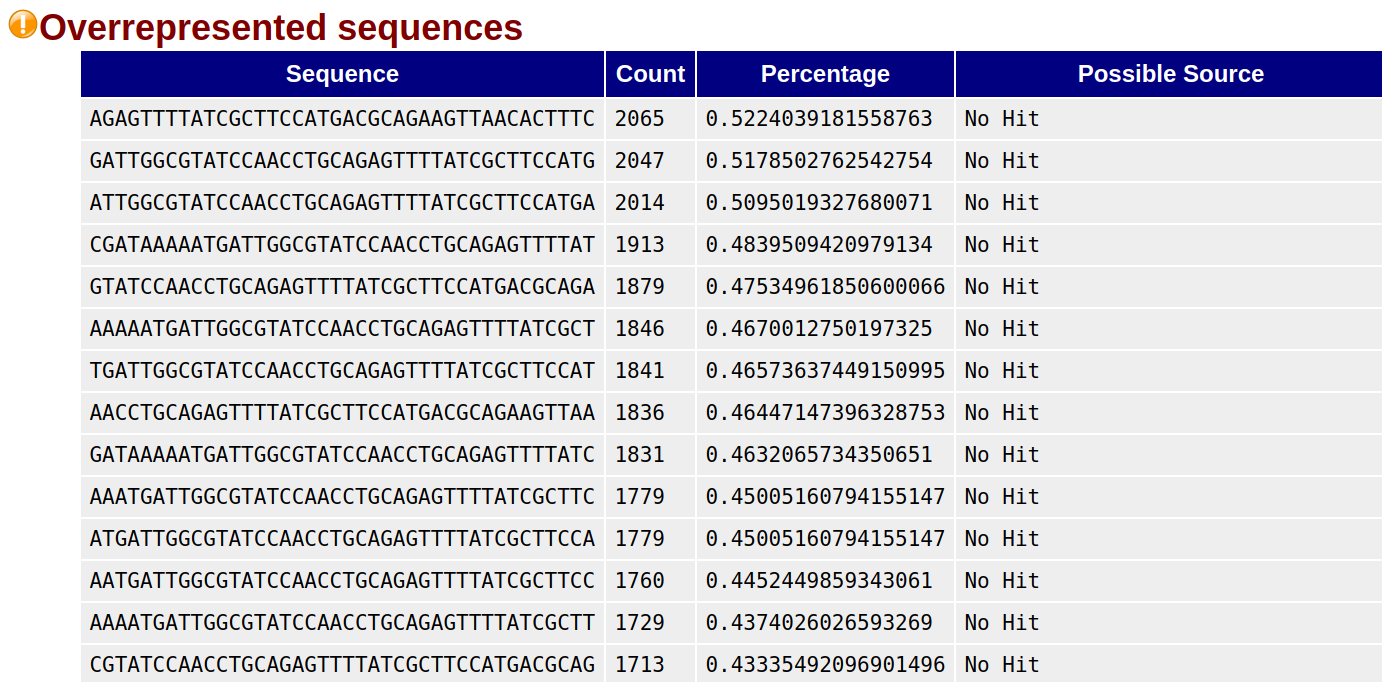 Overrepresented sequences
Sequence Count Percentage Possible Source
AGAGTTTTATCGCTTCCATGACGCAGAAGTTAACACTTTC 2065 0.5224039181558763 No Hit
GATTGGCGTATCCAACCTGCAGAGTTTTATCGCTTCCATG 2047 0.5178502762542754 No Hit
ATTGGCGTATCCAACCTGCAGAGTTTTATCGCTTCCATGA 2014 0.5095019327680071 No Hit
CGATAAAAATGATTGGCGTATCCAACCTGCAGAGTTTTAT 1913 0.4839509420979134 No Hit
GTATCCAACCTGCAGAGTTTTATCGCTTCCATGACGCAGA 1879 0.47534961850600066 No Hit
AAAAATGATTGGCGTATCCAACCTGCAGAGTTTTATCGCT 1846 0.4670012750197325 No Hit
TGATTGGCGTATCCAACCTGCAGAGTTTTATCGCTTCCAT 1841 0.46573637449150995 No Hit
AACCTGCAGAGTTTTATCGCTTCCATGACGCAGAAGTTAA 1836 0.46447147396328753 No Hit
GATAAAAATGATTGGCGTATCCAACCTGCAGAGTTTTATC 1831 0.4632065734350651 No Hit
AAATGATTGGCGTATCCAACCTGCAGAGTTTTATCGCTTC 1779 0.45005160794155147 No Hit
ATGATTGGCGTATCCAACCTGCAGAGTTTTATCGCTTCCA 1779 0.45005160794155147 No Hit
AATGATTGGCGTATCCAACCTGCAGAGTTTTATCGCTTCC 1760 0.4452449859343061 No Hit
AAAATGATTGGCGTATCCAACCTGCAGAGTTTTATCGCTT 1729 0.4374026026593269 No Hit
CGTATCCAACCTGCAGAGTTTTATCGCTTCCATGACGCAG 1713 0.43335492096901496 No Hit